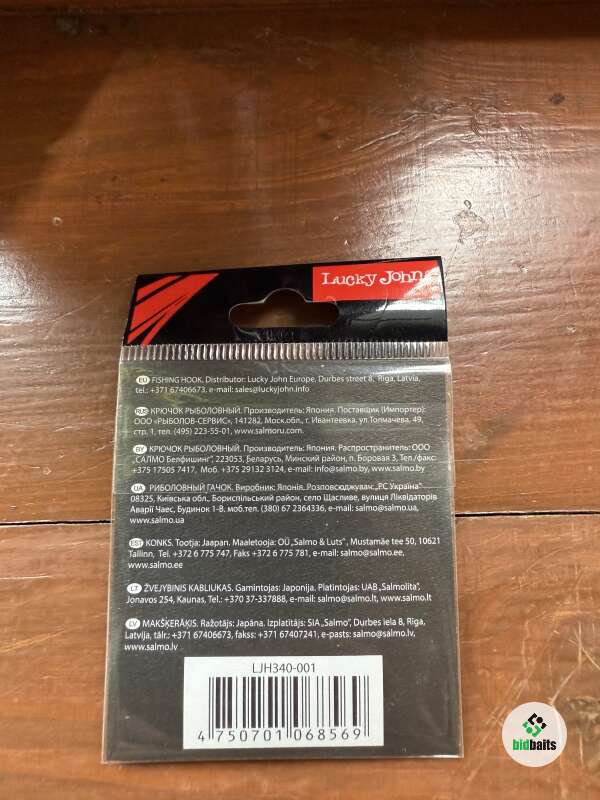 Lucky John
EU FISHING HOOK. Distributor: Lucky John Europe, Durbes street 8, Riga, Latvia,
tel.: +371 67406673, e-mail: sales@luckyjohn.info
RUS КРЮЧОК РЫБОЛОВНЫЙ. Производитель: Япония. Поставщик (Импортер):
ООО «РЫБОЛОВ-СЕРВИС», 141282, Моск.обл., г. Ивантеевка, ул.Толмачева, 49,
стр. 1, тел. (495) 223-55-01, www.salmoru.com.
BY КРЮЧОК РЫБОЛОВНЫЙ. Производитель: Япония. Распространитель: ООО
„САЛМО Белфишинг", 223053, Беларусь, Минский район, п. Боровая 3, Тел./факс:
+375 17505 7417, Моб. +375 29132 3124, e-mail: info@salmo.by, www.salmo.by
UA РИБОЛОВНЫЙ ГАЧОК. Виробник: Японія. Розповсюджувач: „РС Україна"
08325, Київська обл., Бориспільський район, село Щасливе, вулиця Ліквідаторів
Аварії Чаес, Будинок 1-В. моб.тел. (380) 67 2364336, e-mail: salmo@salmo.ua,
www.salmo.ua
EST KONKS. Tootja: Jaapan. Maaletooja: OÜ „Salmo & Luts", Mustamäe tee 50, 10621
Tallinn, Tel. +372 6 775 747, Faks +372 6 775 781, e-mail: salmo@salmo.ee,
www.salmo.ee
LT ŽVEJYBINIS KABLIUKAS. Gamintojas: Japonija. Platintojas: UAB „Salmolita",
Jonavos 254, Kaunas, Tel.: +370 37-337888, e-mail: salmo@salmo.lt, www.salmo.lt
LV MAKŠĶERĀĶIS. Ražotājs: Japāna. Izplatītājs: SIA „Salmo", Durbes iela 8, Rīga,
Latvija, tālr.: +371 67406673, fakss: +371 67407241, e-pasts: salmo@salmo.lv,
www.salmo.lv
LJH340-001
4 750701 068569
bidbaits